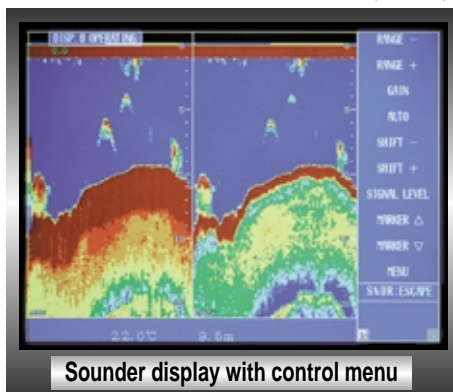 DISP. B OPERATING
0.0
RANGE –
RANGE +
GAIN
AUTO
SHIFT –
SHIFT +
SIGNAL LEVEL
MARKER △
MARKER ▽
MENU
SNDR:ESCAPE
22.0℃ 9.6m
Sounder display with control menu